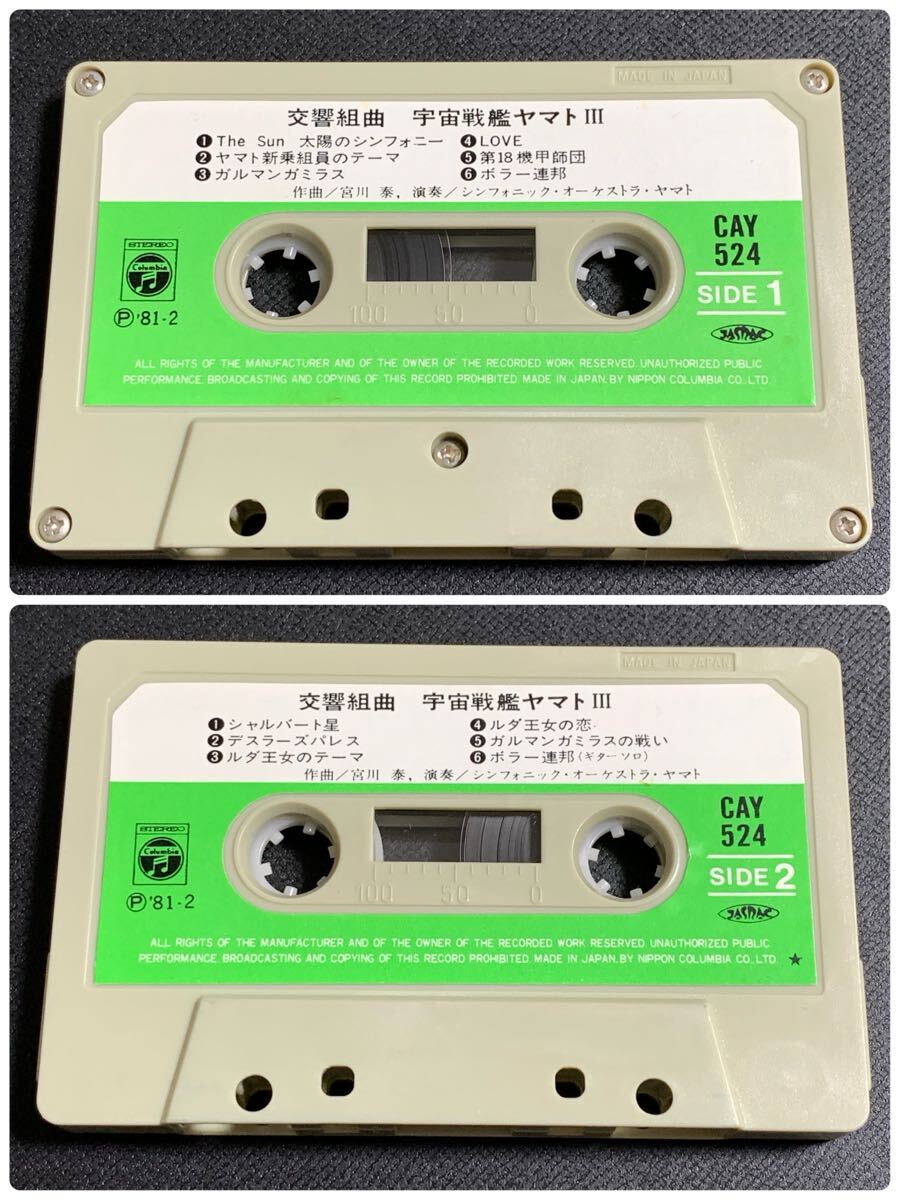 MADE IN JAPAN
交響組曲 宇宙戦艦ヤマトIII
❶The Sun 太陽のシンフォニー ❹LOVE
❷ヤマト新乗組員のテーマ ❺第18機甲師団
❸ガルマンガミラス ❻ボラー連邦
作曲/宮川 泰, 演奏/シンフォニック・オーケストラ・ヤマト
CAY
524
STEREO
Columbia
SIDE 1
Ⓟ'81-2
100 50 0
JASRAC
ALL RIGHTS OF THE MANUFACTURER AND OF THE OWNER OF THE RECORDED WORK RESERVED. UNAUTHORIZED PUBLIC
PERFORMANCE. BROADCASTING AND COPYING OF THIS RECORD PROHIBITED. MADE IN JAPAN. BY NIPPON COLUMBIA CO., LTD.
MADE IN JAPAN
交響組曲 宇宙戦艦ヤマトIII
❶シャルバート星 ❹ルダ王女の恋
❷デスラーズパレス ❺ガルマンガミラスの戦い
❸ルダ王女のテーマ ❻ボラー連邦(ギターソロ)
作曲/宮川 泰, 演奏/シンフォニック・オーケストラ・ヤマト
CAY
524
STEREO
Columbia
SIDE 2
Ⓟ'81-2
100 50 0
JASRAC
ALL RIGHTS OF THE MANUFACTURER AND OF THE OWNER OF THE RECORDED WORK RESERVED. UNAUTHORIZED PUBLIC
PERFORMANCE. BROADCASTING AND COPYING OF THIS RECORD PROHIBITED. MADE IN JAPAN. BY NIPPON COLUMBIA CO., LTD. ★